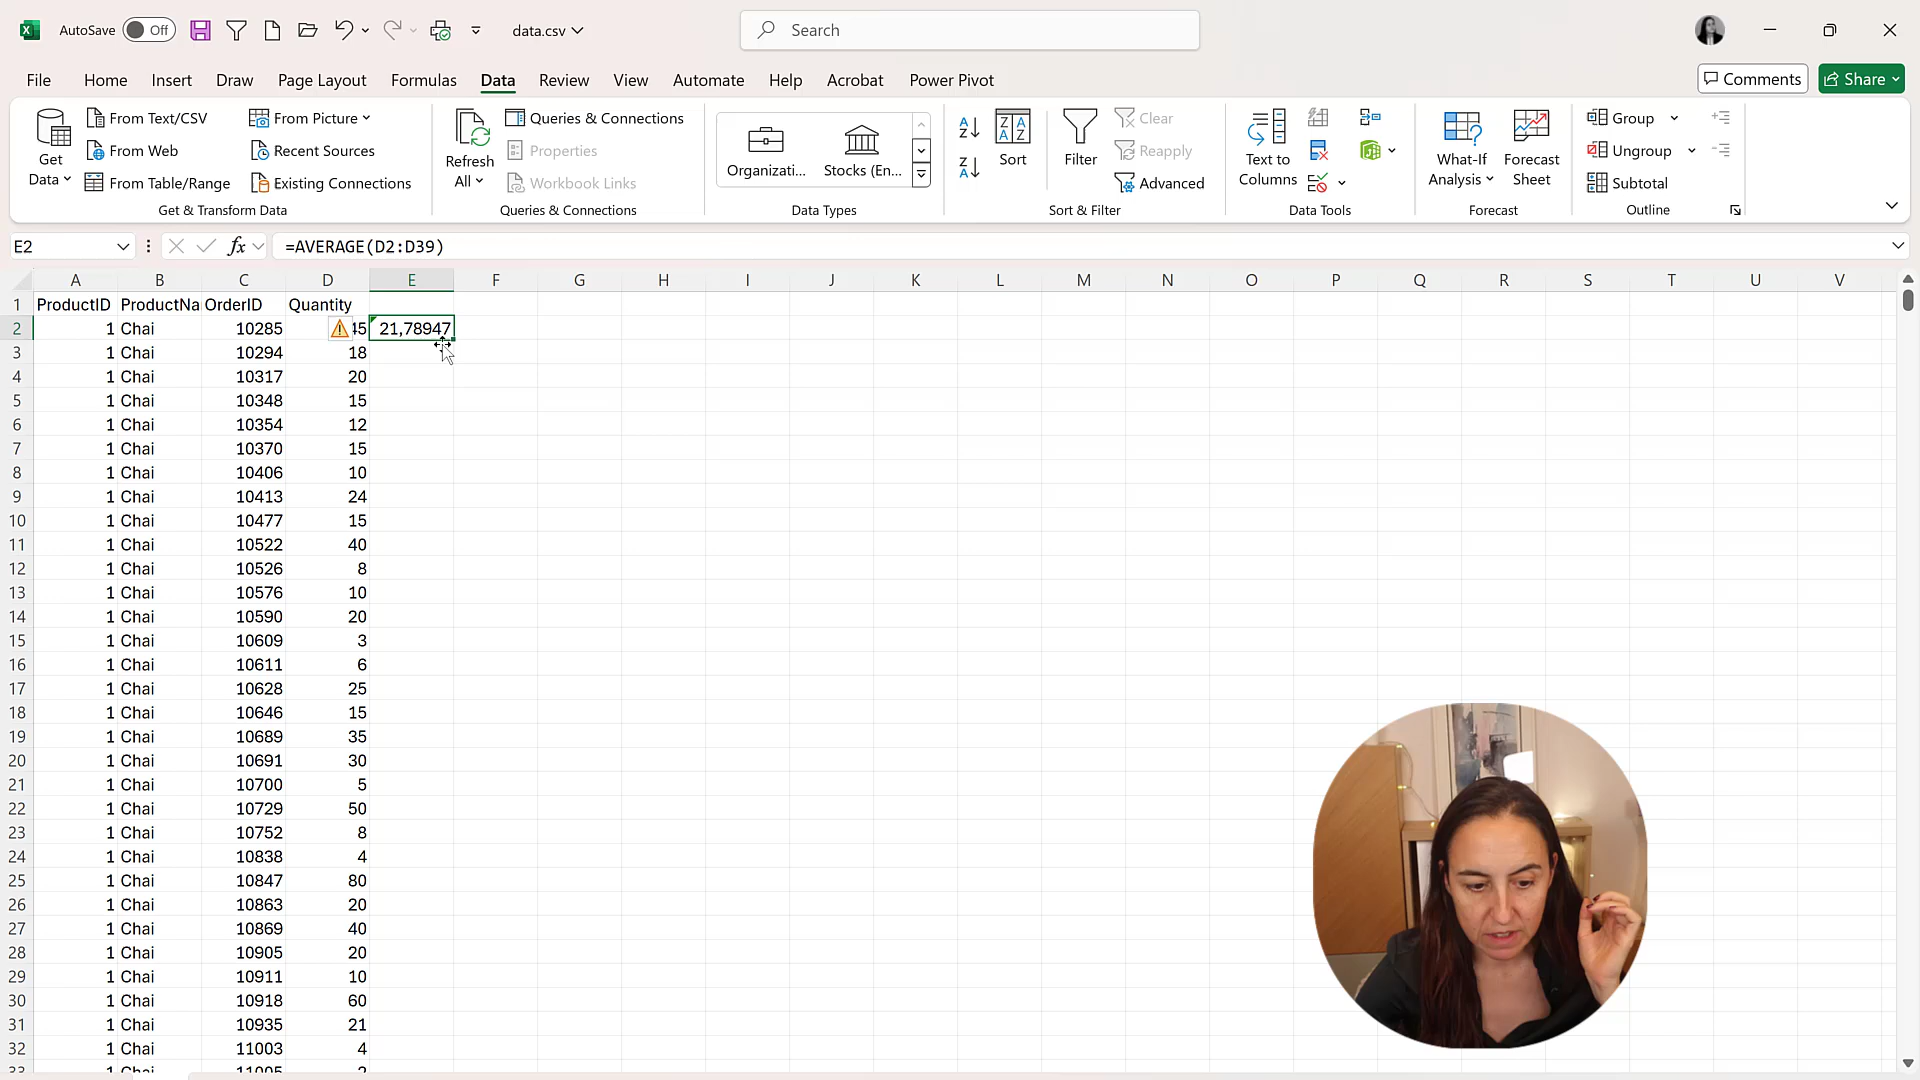 AutoSave Off data.csv Search
File Home Insert Draw Page Layout Formulas Data Review View Automate Help Acrobat Power Pivot Comments Share
Get Data
From Text/CSV
From Web
From Table/Range
From Picture
Recent Sources
Existing Connections
Get & Transform Data
Refresh All
Queries & Connections
Properties
Workbook Links
Queries & Connections
Organizati... Stocks (En...
Data Types
Sort
Filter
Clear
Reapply
Advanced
Sort & Filter
Text to Columns
Data Tools
What-If Analysis
Forecast Sheet
Forecast
Group
Ungroup
Subtotal
Outline
E2 fx =AVERAGE(D2:D39)
A B C D E F G H I J K L M N O P Q R S T U V
1 ProductID ProductNa OrderID Quantity
2 1 Chai 10285 45 21,78947
3 1 Chai 10294 18
4 1 Chai 10317 20
5 1 Chai 10348 15
6 1 Chai 10354 12
7 1 Chai 10370 15
8 1 Chai 10406 10
9 1 Chai 10413 24
10 1 Chai 10477 15
11 1 Chai 10522 40
12 1 Chai 10526 8
13 1 Chai 10576 10
14 1 Chai 10590 20
15 1 Chai 10609 3
16 1 Chai 10611 6
17 1 Chai 10628 25
18 1 Chai 10646 15
19 1 Chai 10689 35
20 1 Chai 10691 30
21 1 Chai 10700 5
22 1 Chai 10729 50
23 1 Chai 10752 8
24 1 Chai 10838 4
25 1 Chai 10847 80
26 1 Chai 10863 20
27 1 Chai 10869 40
28 1 Chai 10905 20
29 1 Chai 10911 10
30 1 Chai 10918 60
31 1 Chai 10935 21
32 1 Chai 11003 4